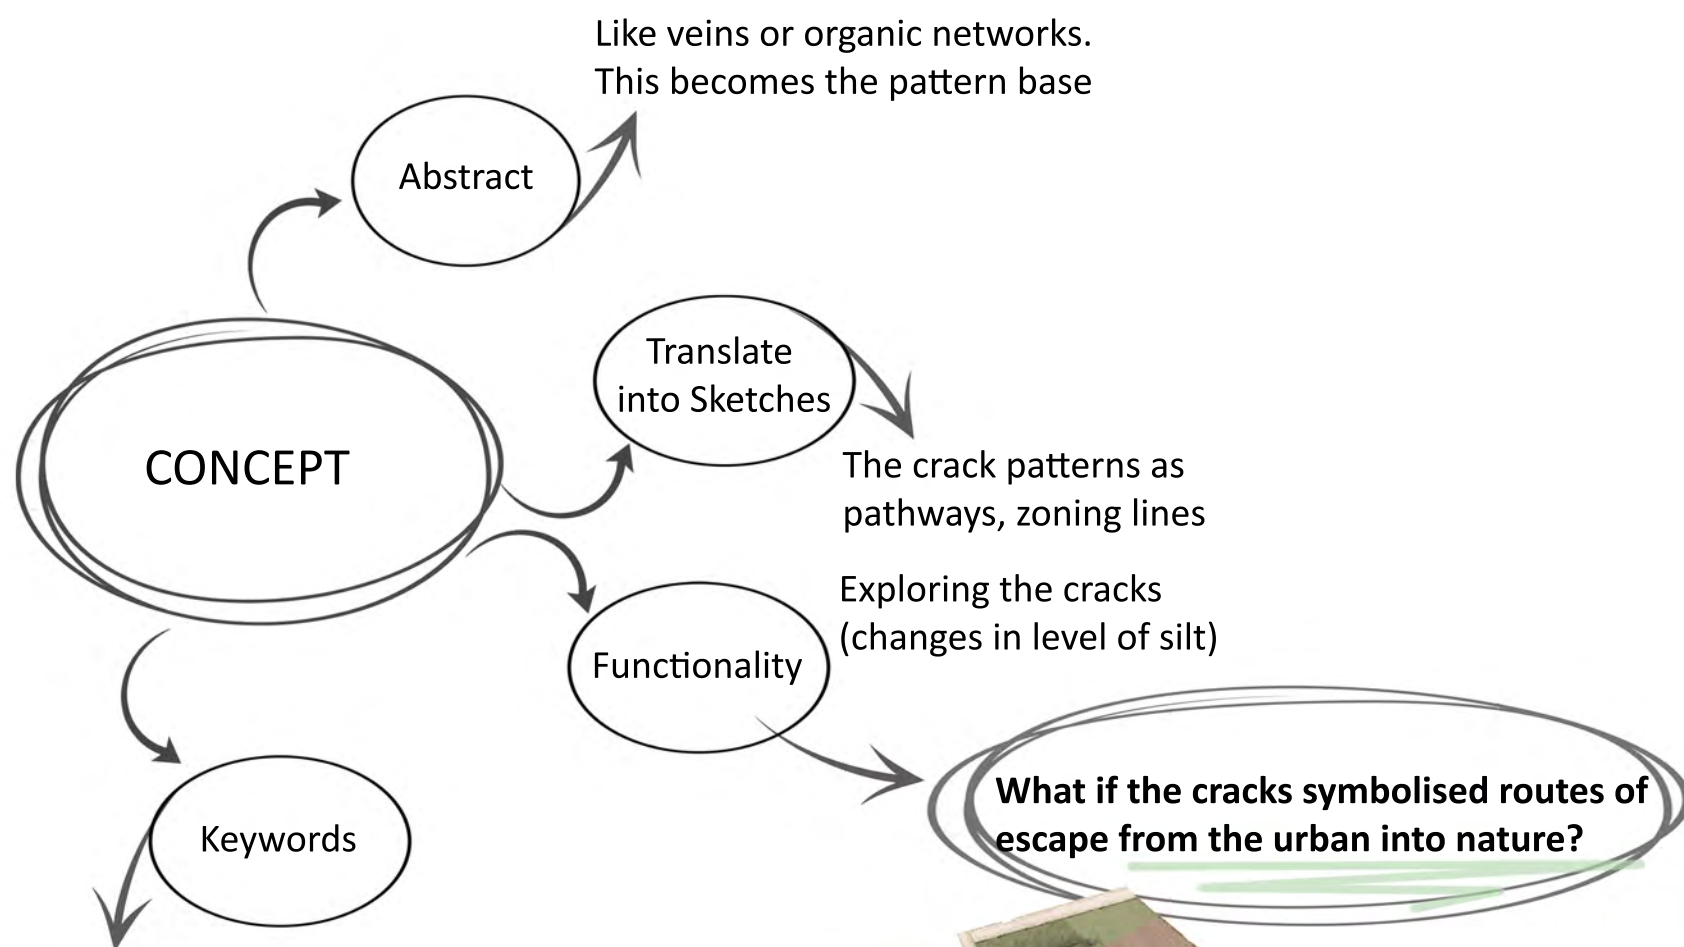 Like veins or organic networks.
This becomes the pattern base
Abstract
Translate
into Sketches
CONCEPT
The crack patterns as
pathways, zoning lines
Exploring the cracks
(changes in level of silt)
Functionality
What if the cracks symbolised routes of
escape from the urban into nature?
Keywords